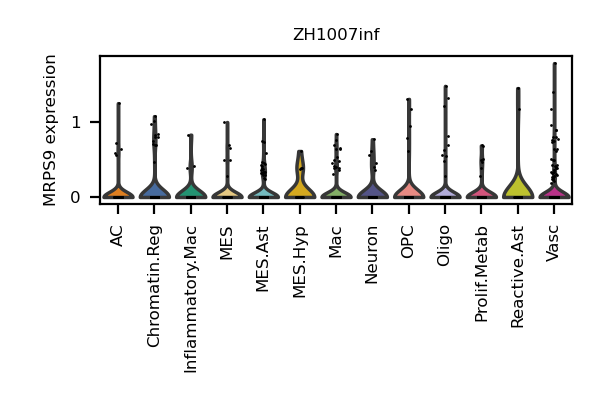 ZH1007inf
MRPS9 expression
1
0
AC
Chromatin.Reg
Inflammatory.Mac
MES
MES.Ast
MES.Hyp
Mac
Neuron
OPC
Oligo
Prolif.Metab
Reactive.Ast
Vasc